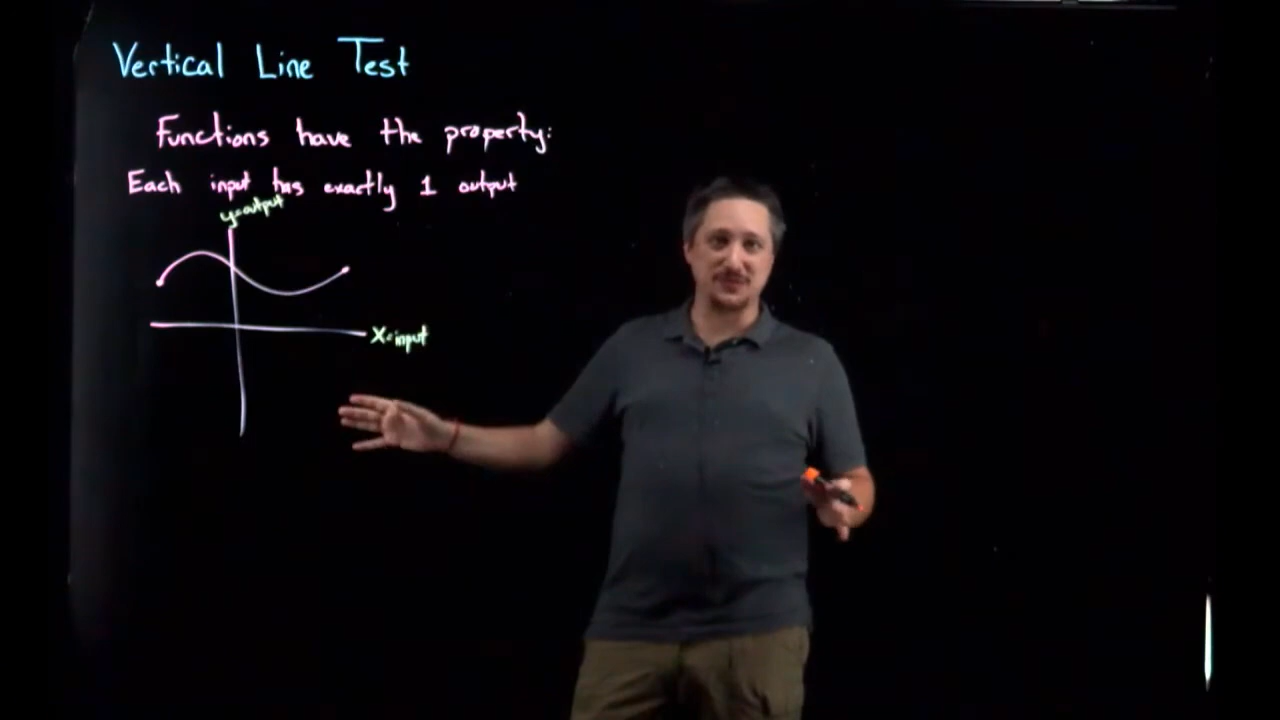 Vertical Line Test
Functions have the property:
Each input has exactly 1 output
y=output
x=input